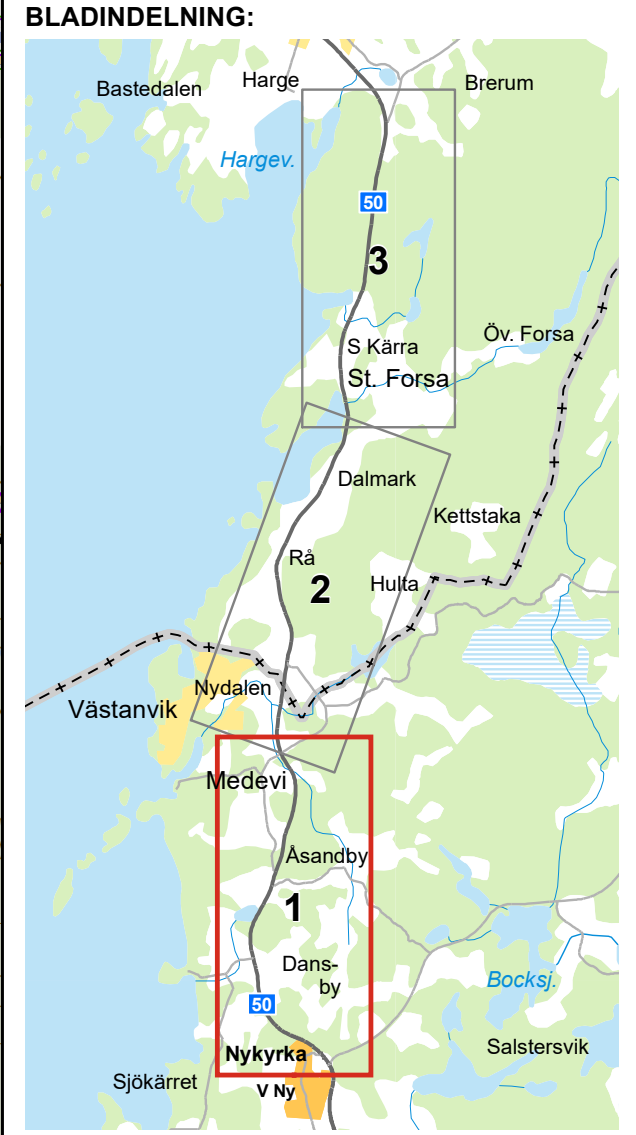 BLADINDELNING:
Harge
Brerum
Bastedalen
Hargev.
50
3
Öv. Forsa
S Kärra
St. Forsa
Dalmark
Kettstaka
Rå
2
Hulta
Nydalen
Västanvik
Medevi
Åsandby
1
Dans-
by
Bocksj.
50
Salstersvik
Nykyrka
Sjökärret
V Ny